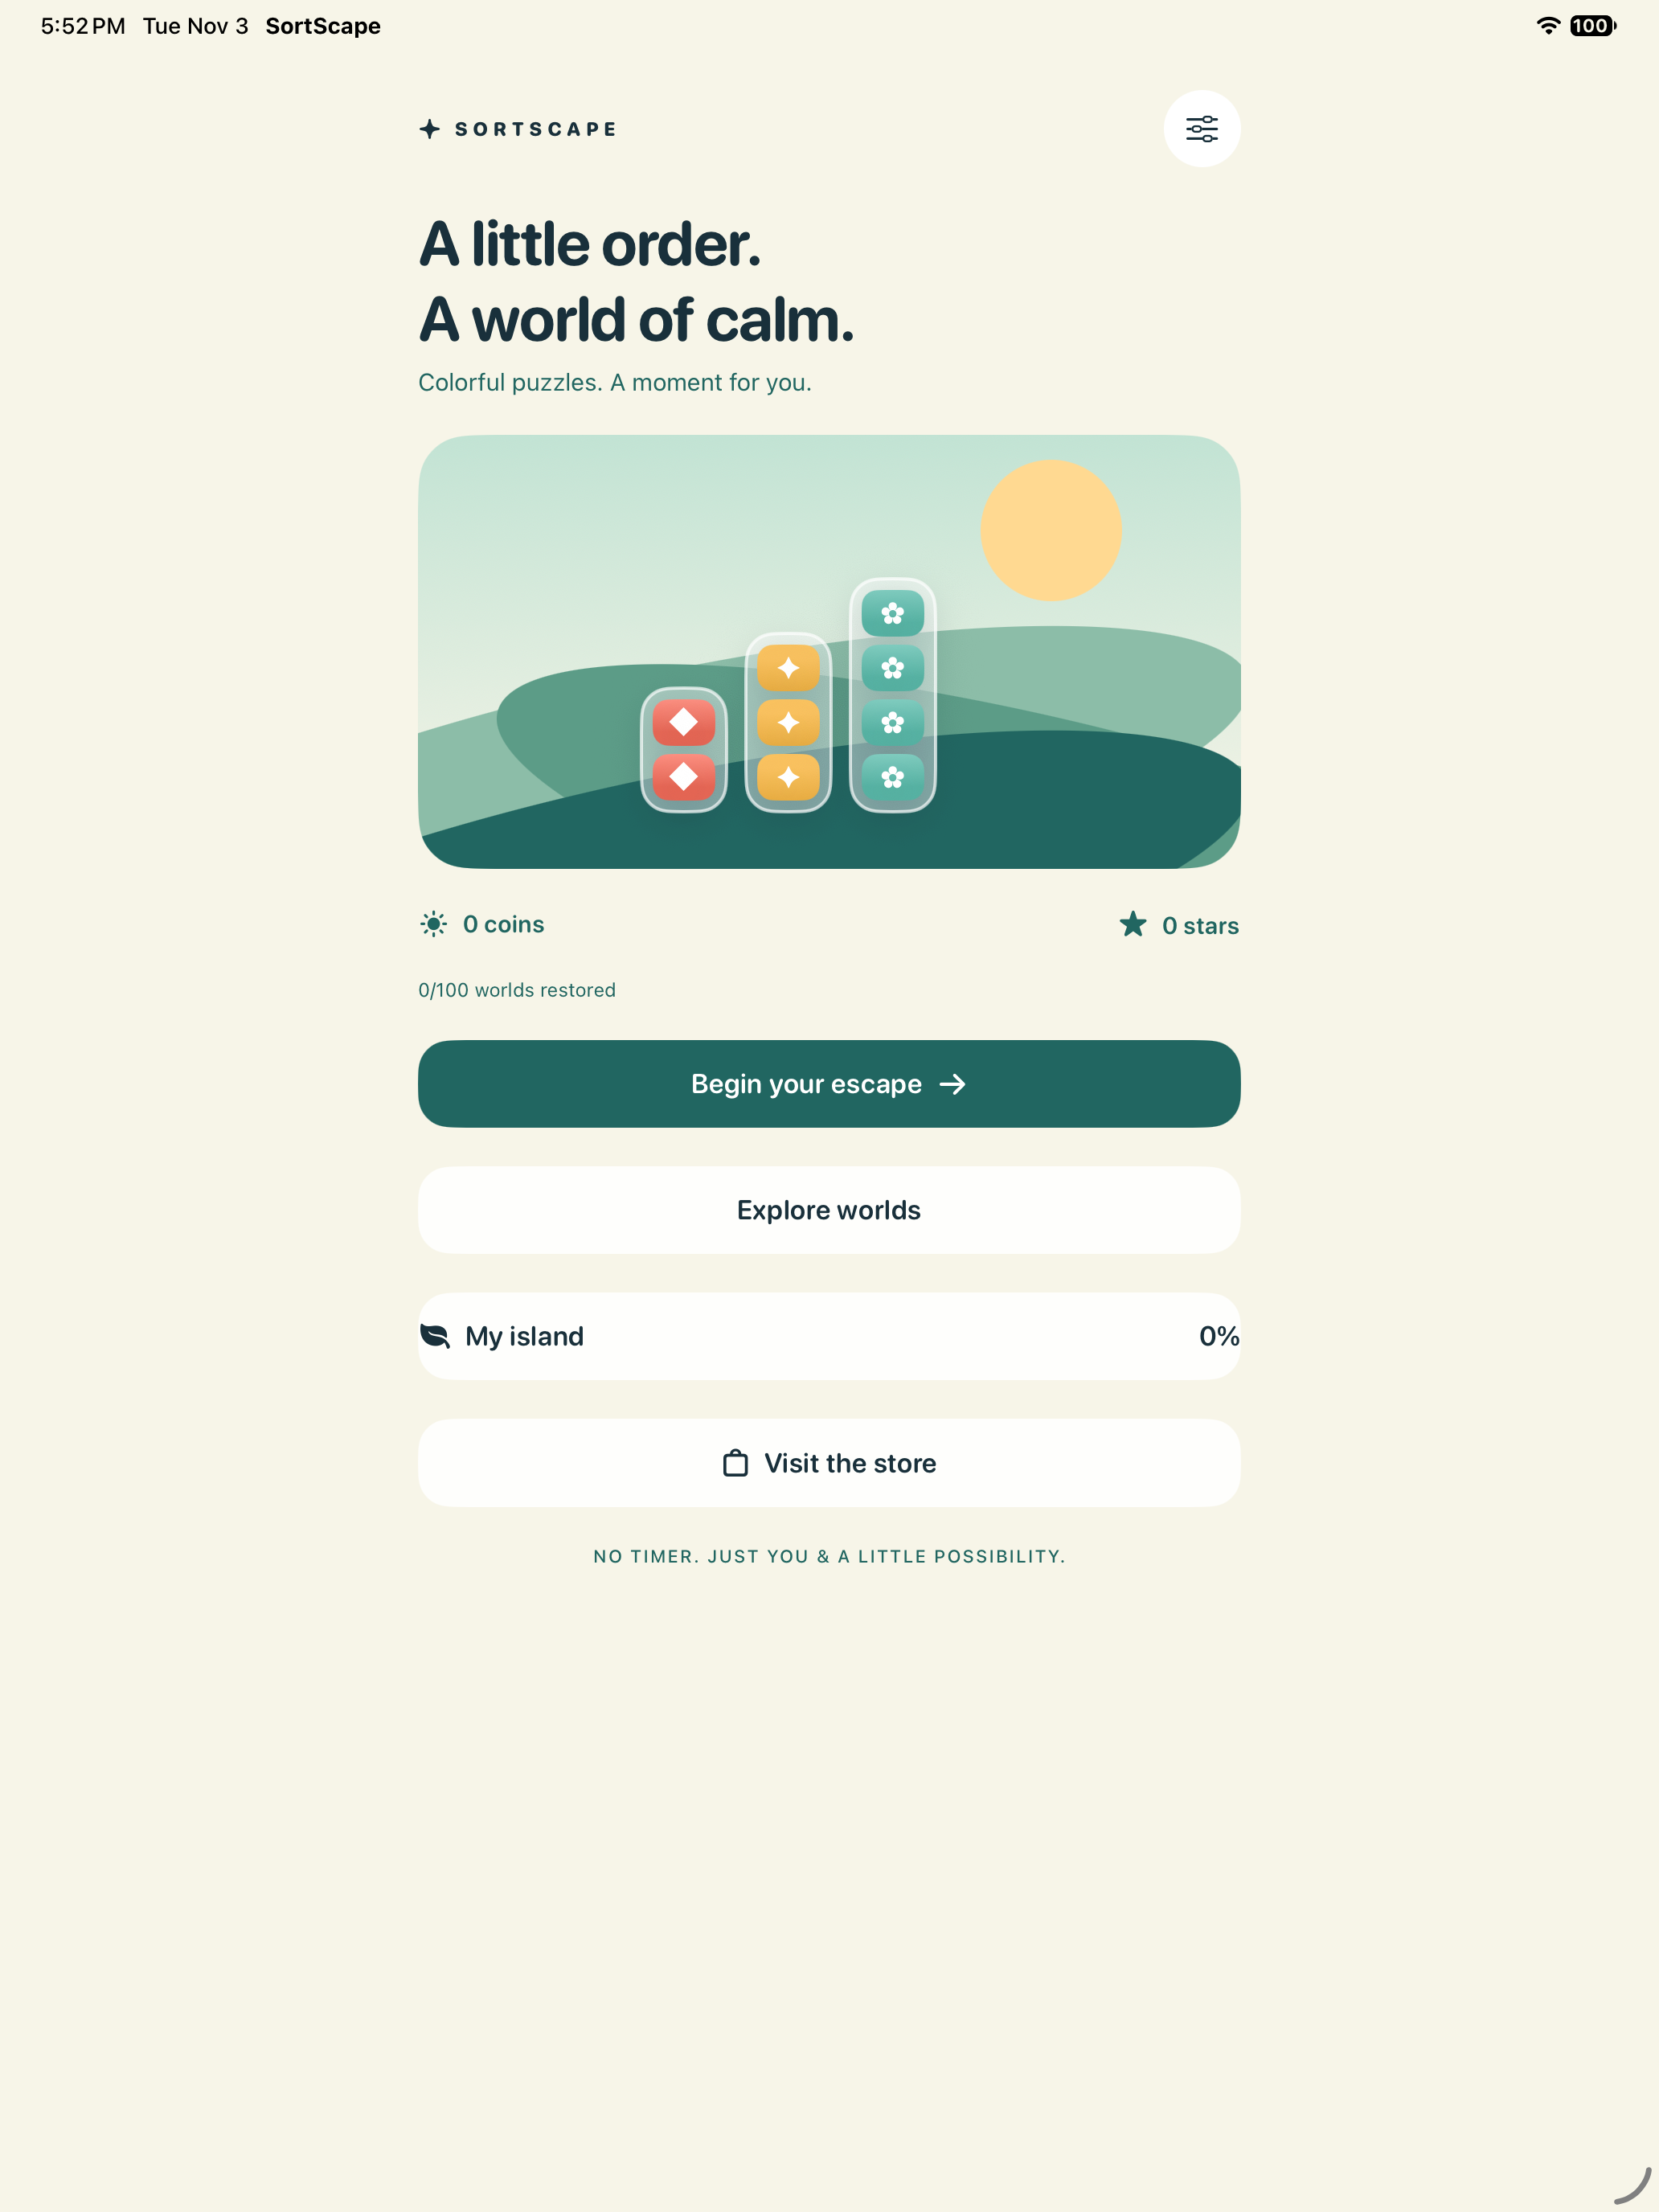 5:52 PM Tue Nov 3 SortScape 100
SORTSCAPE
A little order.
A world of calm.
Colorful puzzles. A moment for you.
0 coins 0 stars
0/100 worlds restored
Begin your escape →
Explore worlds
My island 0%
Visit the store
NO TIMER. JUST YOU & A LITTLE POSSIBILITY.